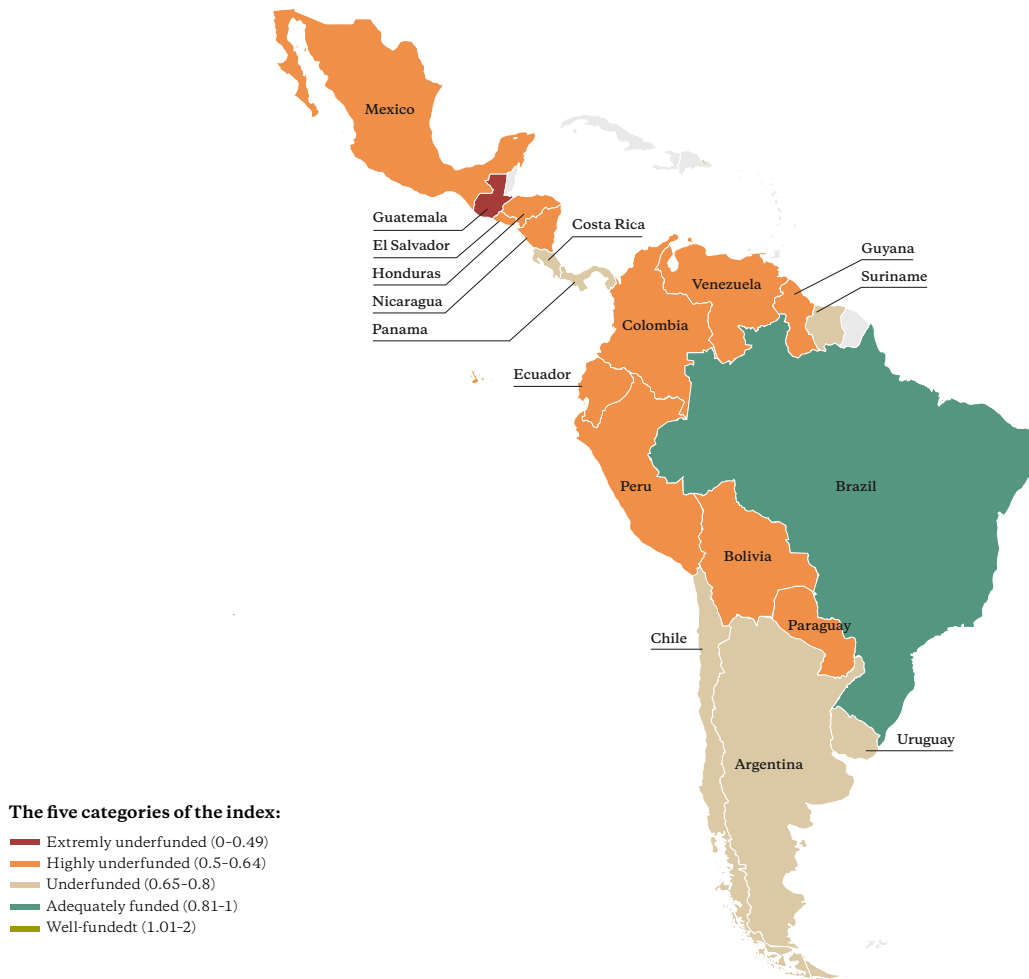 Mexico
Guatemala
Costa Rica
El Salvador
Guyana
Honduras
Venezuela
Suriname
Nicaragua
Colombia
Panama
Ecuador
Peru
Brazil
Bolivia
Paraguay
Chile
Uruguay
Argentina
The five categories of the index:
Extremly underfunded (0–0.49)
Highly underfunded (0.5–0.64)
Underfunded (0.65–0.8)
Adequately funded (0.81–1)
Well-fundedt (1.01–2)